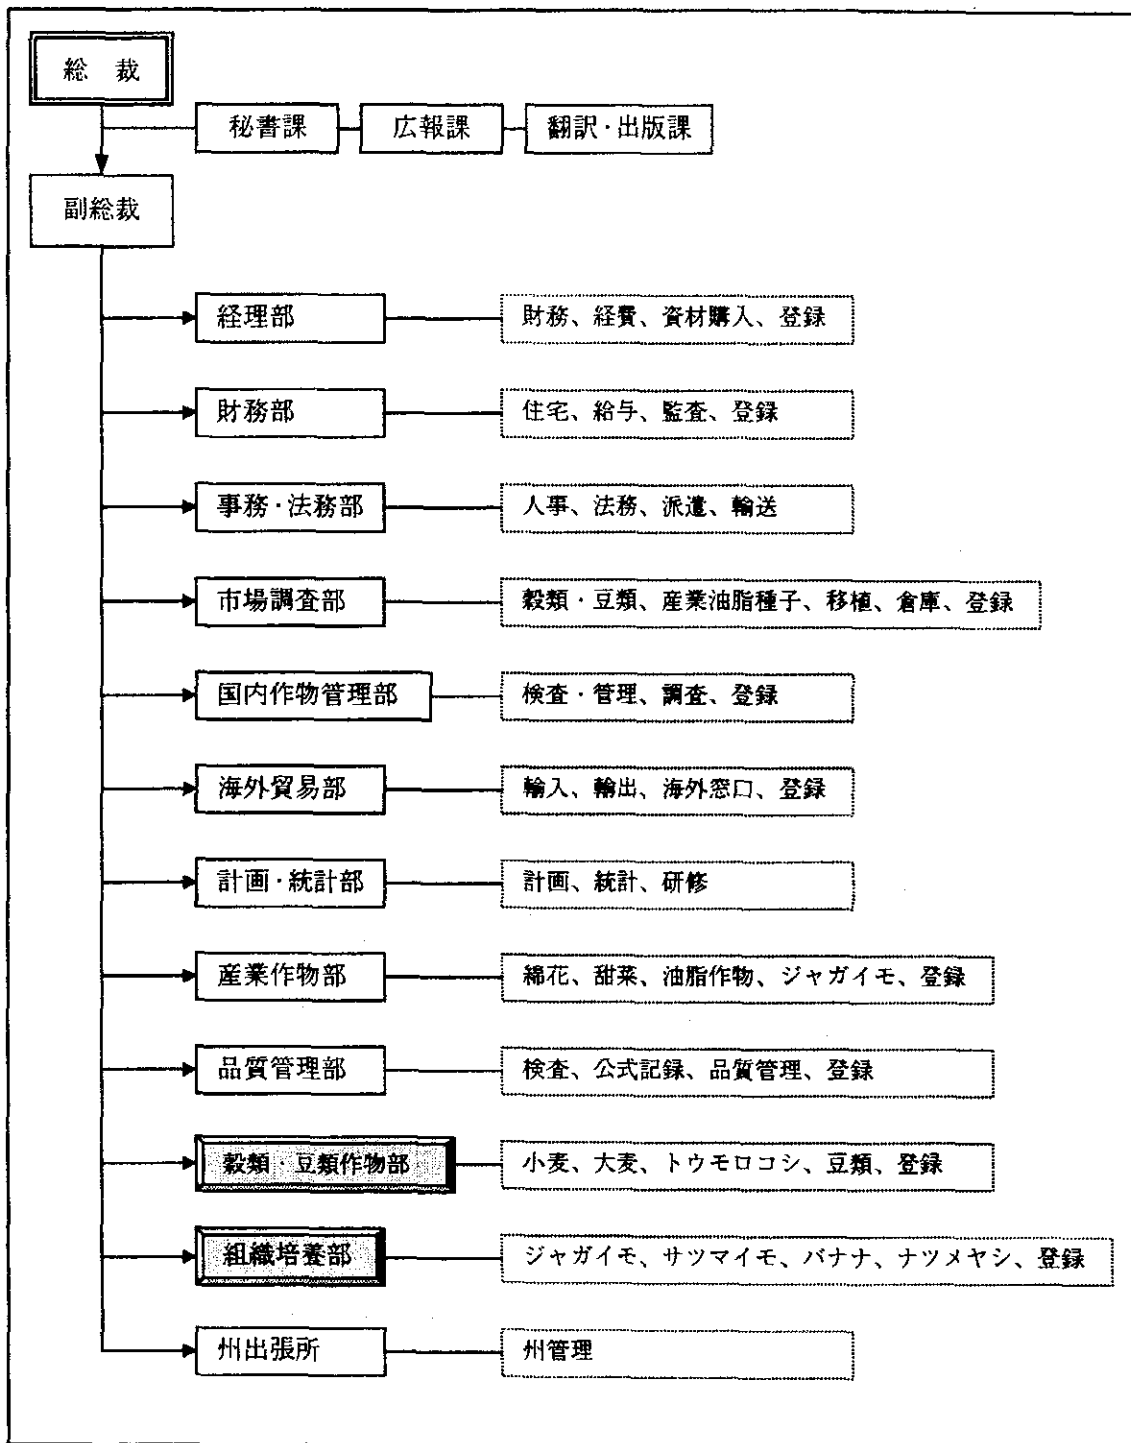 総　裁
秘書課　広報課　翻訳・出版課
副総裁
経理部　財務、経費、資材購入、登録
財務部　住宅、給与、監査、登録
事務・法務部　人事、法務、派遣、輸送
市場調査部　穀類・豆類、産業油脂種子、移植、倉庫、登録
国内作物管理部　検査・管理、調査、登録
海外貿易部　輸入、輸出、海外窓口、登録
計画・統計部　計画、統計、研修
産業作物部　綿花、甜菜、油脂作物、ジャガイモ、登録
品質管理部　検査、公式記録、品質管理、登録
穀類・豆類作物部　小麦、大麦、トウモロコシ、豆類、登録
組織培養部　ジャガイモ、サツマイモ、バナナ、ナツメヤシ、登録
州出張所　州管理